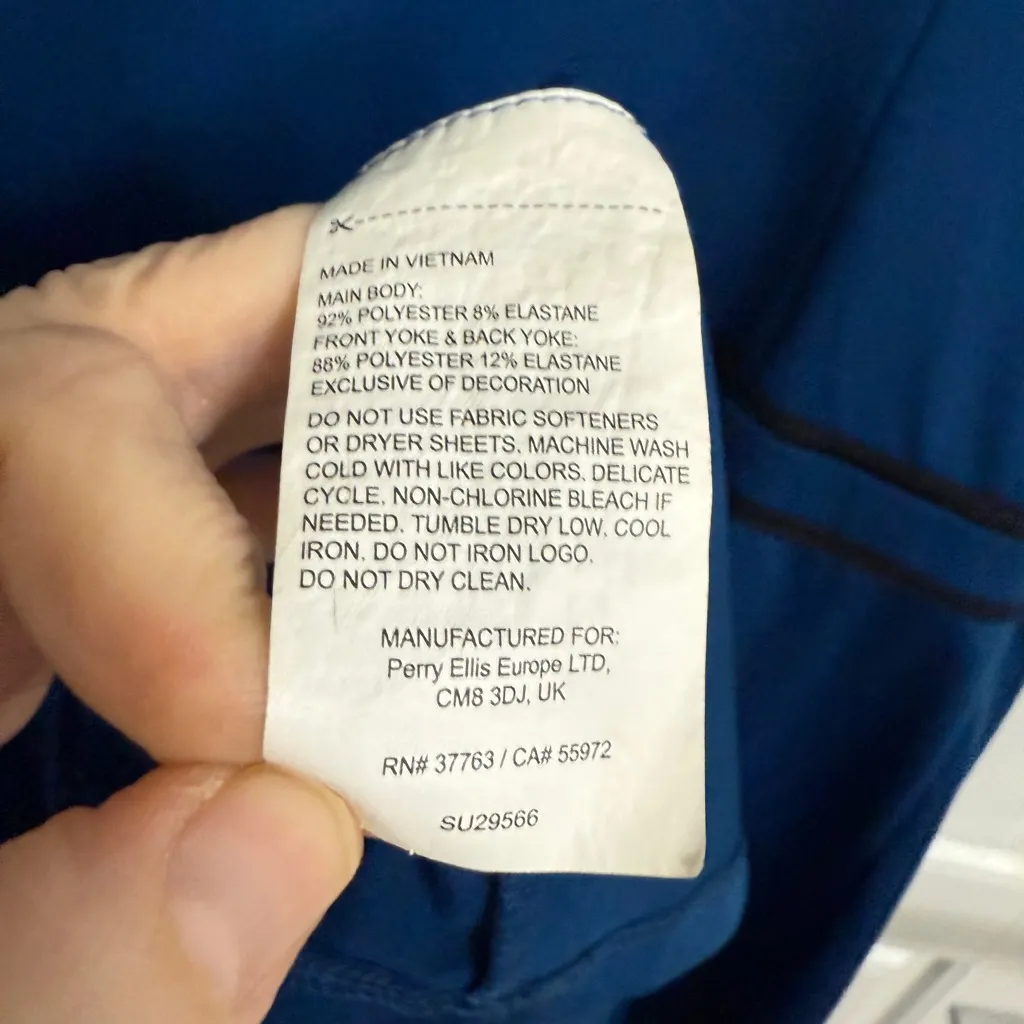 MADE IN VIETNAM
MAIN BODY:
92% POLYESTER 8% ELASTANE
FRONT YOKE & BACK YOKE:
88% POLYESTER 12% ELASTANE
EXCLUSIVE OF DECORATION
DO NOT USE FABRIC SOFTENERS
OR DRYER SHEETS. MACHINE WASH
COLD WITH LIKE COLORS. DELICATE
CYCLE. NON-CHLORINE BLEACH IF
NEEDED. TUMBLE DRY LOW. COOL
IRON. DO NOT IRON LOGO.
DO NOT DRY CLEAN.
MANUFACTURED FOR:
Perry Ellis Europe LTD,
CM8 3DJ, UK
RN# 37763 / CA# 55972
SU29566